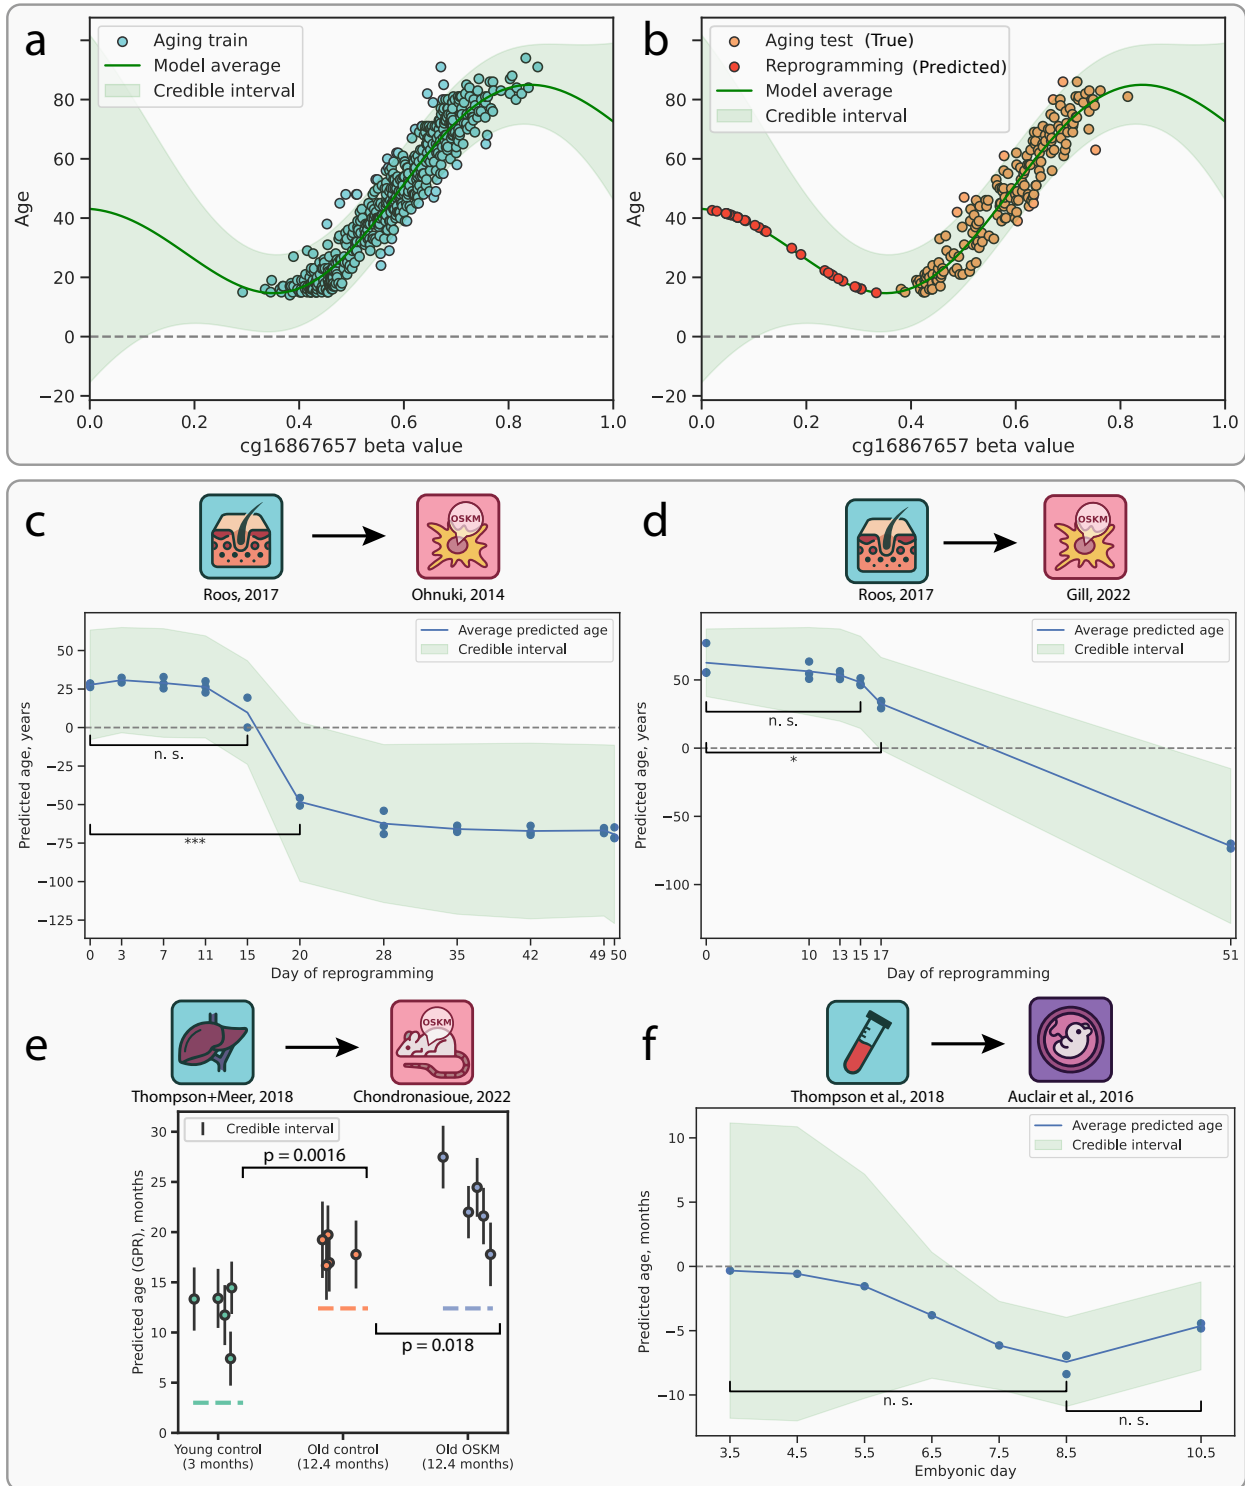 a
Aging train
Model average
Credible interval
Age
80
60
40
20
0
−20
0.0
0.2
0.4
0.6
0.8
1.0
cg16867657 beta value
b
Aging test (True)
Reprogramming (Predicted)
Model average
Credible interval
Age
80
60
40
20
0
−20
0.0
0.2
0.4
0.6
0.8
1.0
cg16867657 beta value
c
OSKM
Roos, 2017
Ohnuki, 2014
Average predicted age
Credible interval
Predicted age, years
50
25
0
−25
−50
−75
−100
−125
n. s.
***
0
3
7
11
15
20
28
35
42
49
50
Day of reprogramming
d
OSKM
Roos, 2017
Gill, 2022
Average predicted age
Credible interval
Predicted age, years
50
0
−50
−100
n. s.
*
0
10
13
15
17
51
Day of reprogramming
e
OSKM
Thompson+Meer, 2018
Chondronasioue, 2022
Credible interval
p = 0.0016
p = 0.018
Predicted age (GPR), months
30
25
20
15
10
5
0
Young control
(3 months)
Old control
(12.4 months)
Old OSKM
(12.4 months)
f
Thompson et al., 2018
Auclair et al., 2016
Average predicted age
Credible interval
Predicted age, months
10
5
0
−5
−10
n. s.
n. s.
3.5
4.5
5.5
6.5
7.5
8.5
10.5
Embyonic day